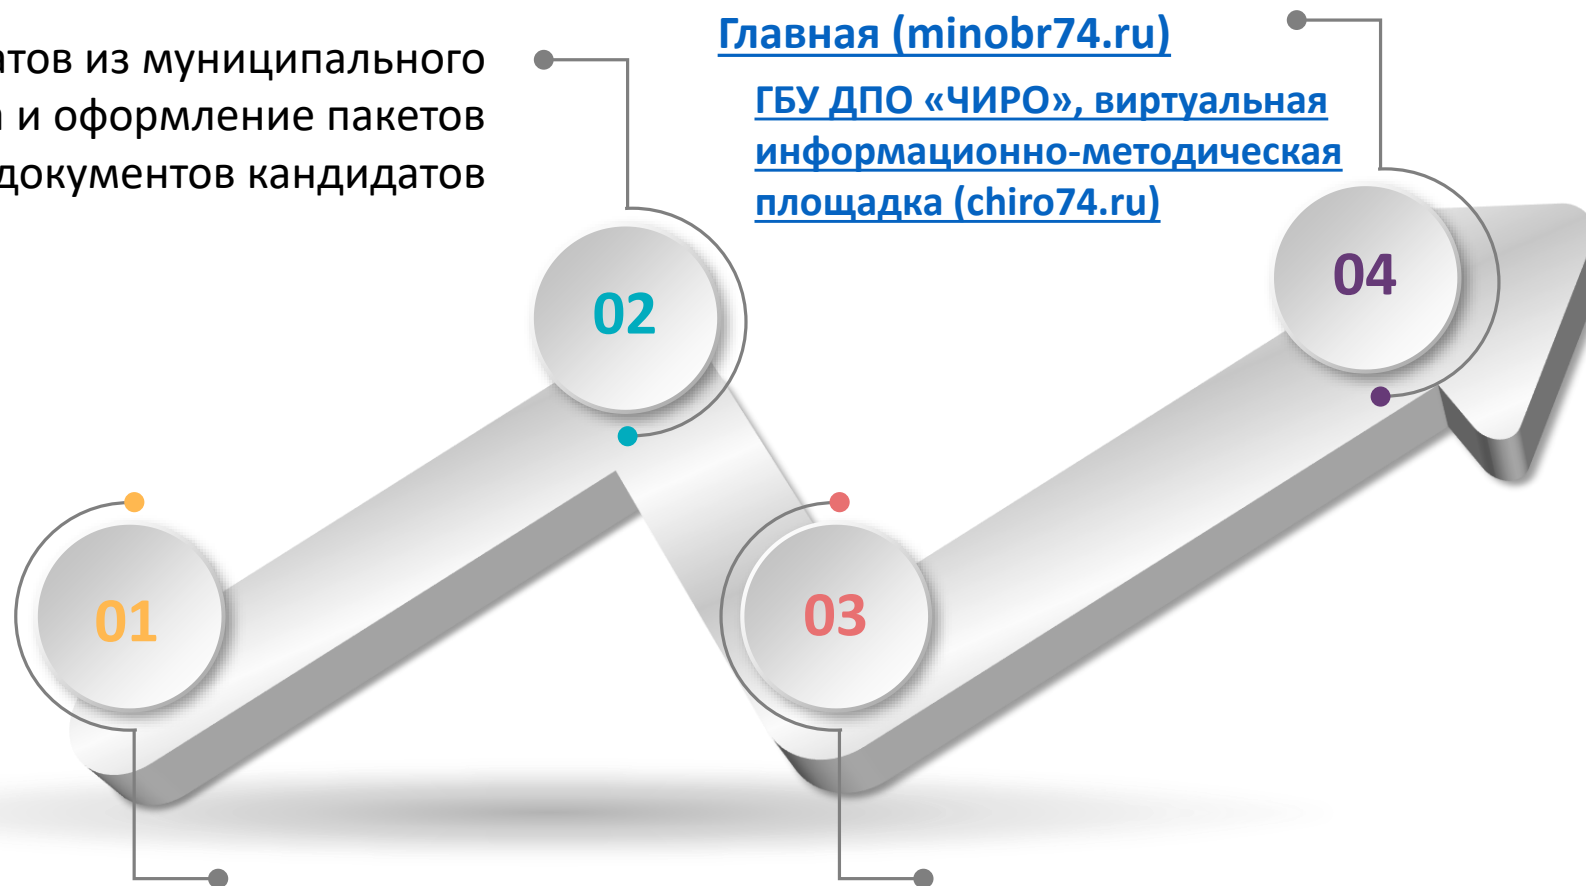 из муниципального
и оформление пакетов
документов кандидатов
Главная (minobr74.ru)
ГБУ ДПО «ЧИРО», виртуальная
информационно-методическая
площадка (chiro74.ru)
02
04
01
03